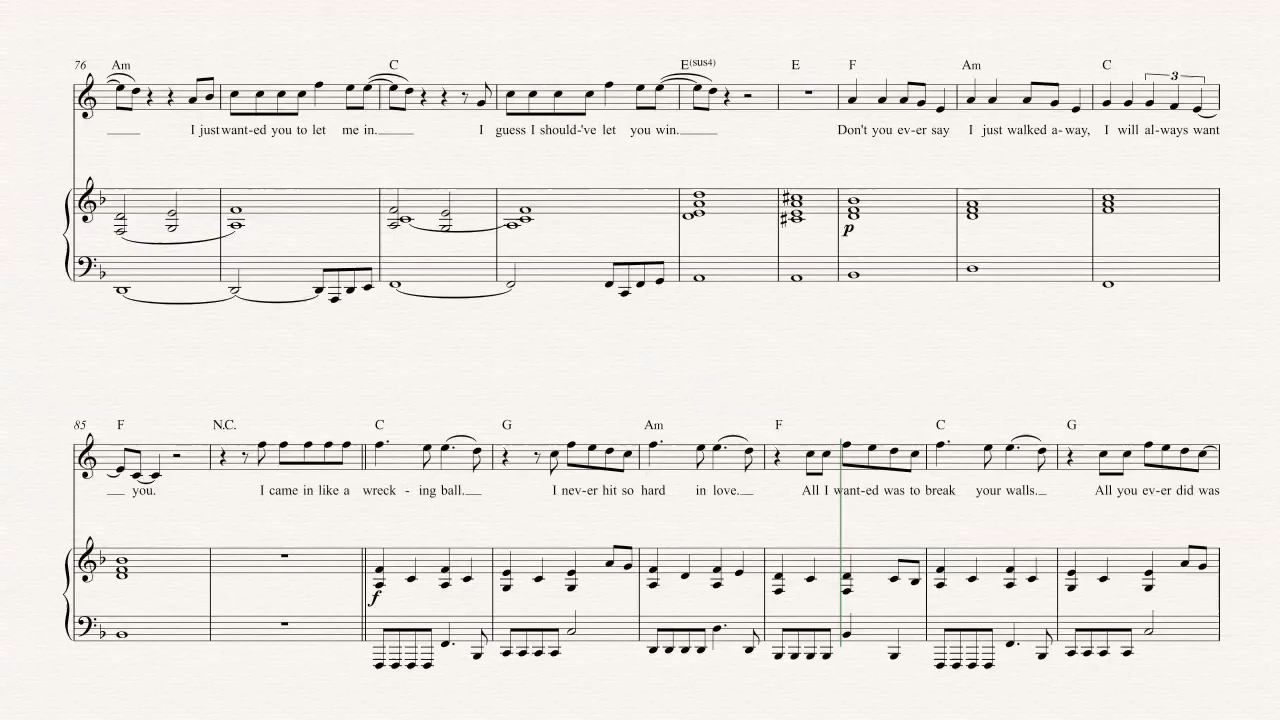 76 Am C E(sus4) E F Am C 3
I just want-ed you to let me in. I guess I should-'ve let you win. Don't you ev-er say I just walked a-way, I will al-ways want
p
85 F N.C. C G Am F C G
you. I came in like a wreck - ing ball. I nev-er hit so hard in love. All I want-ed was to break your walls. All you ev-er did was
f